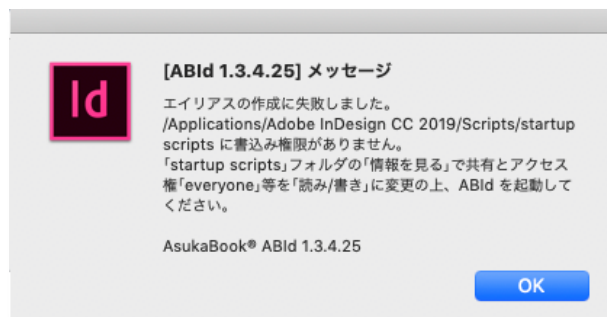 [ABId 1.3.4.25] メッセージ
Id
エイリアスの作成に失敗しました。
/Applications/Adobe InDesign CC 2019/Scripts/startup
scripts に書込み権限がありません。
「startup scripts」フォルダの「情報を見る」で共有とアクセス
権「everyone」等を「読み/書き」に変更の上、ABId を起動して
ください。
AsukaBook® ABId 1.3.4.25
OK